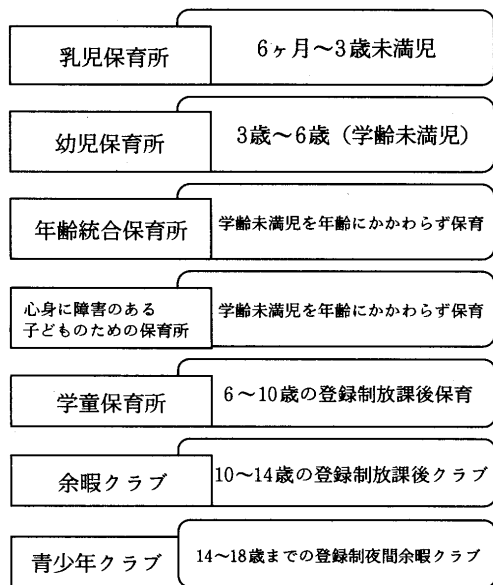 乳児保育所
6ヶ月～3歳未満児
幼児保育所
3歳～6歳（学齢未満児）
年齢統合保育所
学齢未満児を年齢にかかわらず保育
心身に障害のある
子どものための保育所
学齢未満児を年齢にかかわらず保育
学童保育所
6～10歳の登録制放課後保育
余暇クラブ
10～14歳の登録制放課後クラブ
青少年クラブ
14～18歳までの登録制夜間余暇クラブ